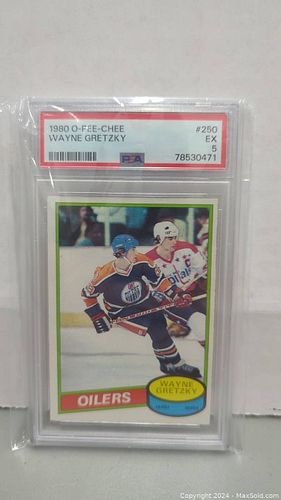 1980 O-PEE-CHEE #250
WAYNE GRETZKY EX
5
PSA 78530471
OILERS
WAYNE
GRETZKY
Copyright © 2024 - MaxSold.com